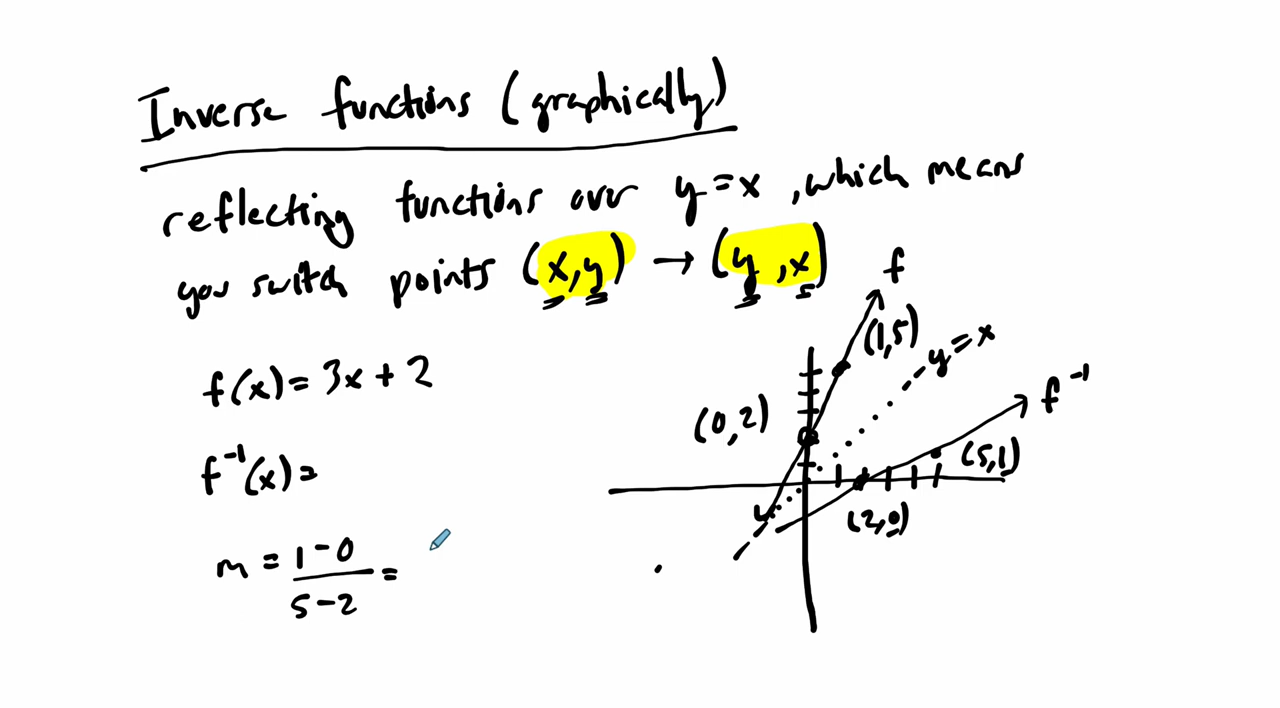 Inverse functions (graphically)
reflecting functions over y=x, which means
you switch points (x,y) → (y,x)
f
(1,5)
y=x
f(x)= 3x+2
f⁻¹
(0,2)
(5,1)
f⁻¹(x)=
(2,0)
m = 1-0
5-2 =